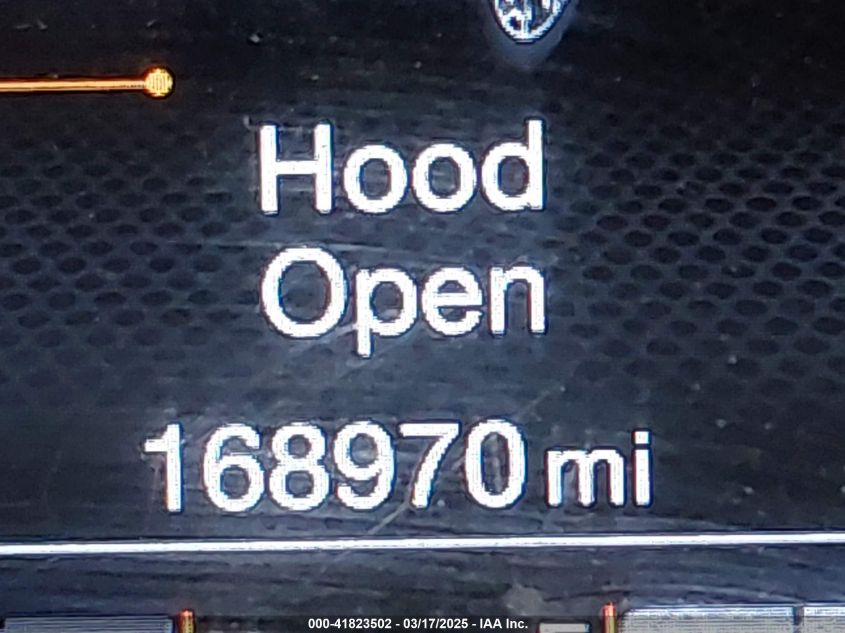 Hood
Open
168970 mi
000-41823502 - 03/17/2025 - IAA Inc.